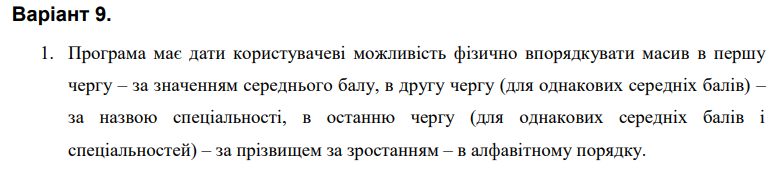 Варіант 9.
1. Програма має дати користувачеві можливість фізично впорядкувати масив в першу
чергу – за значенням середнього балу, в другу чергу (для однакових середніх балів) –
за назвою спеціальності, в останню чергу (для однакових середніх балів і
спеціальностей) – за прізвищем за зростанням – в алфавітному порядку.